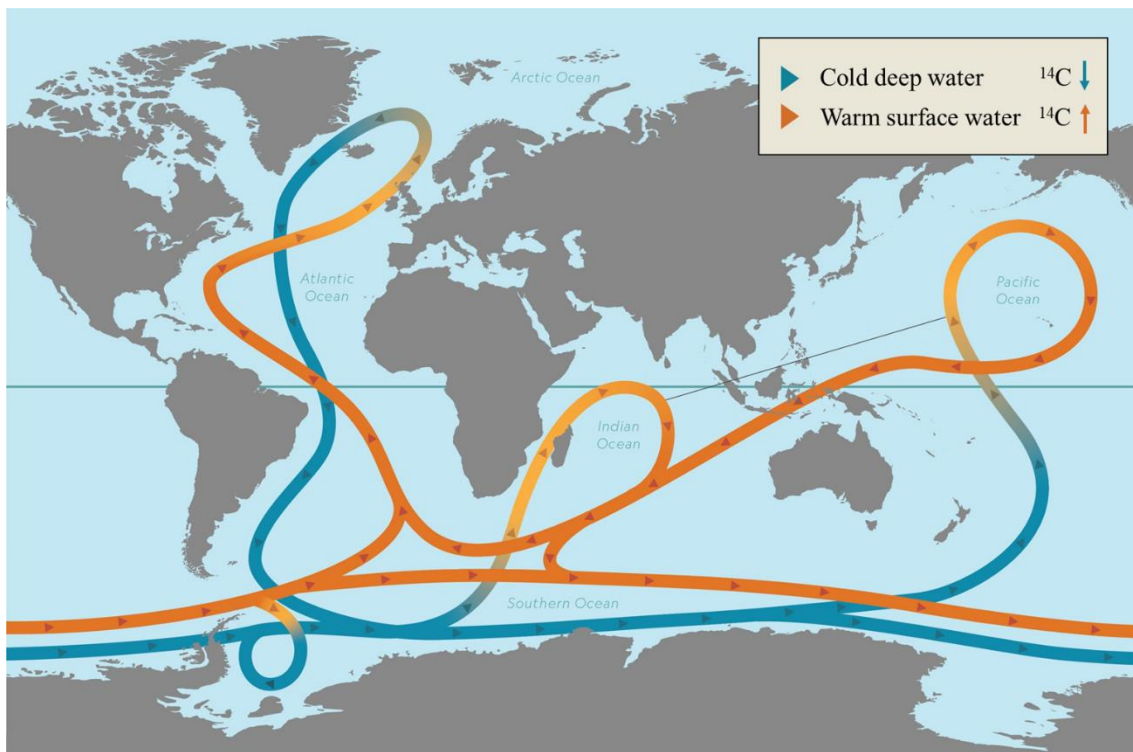 Arctic Ocean
Cold deep water ¹⁴C ↓
Warm surface water ¹⁴C ↑
Atlantic
Ocean
Pacific
Ocean
Indian
Ocean
Southern Ocean